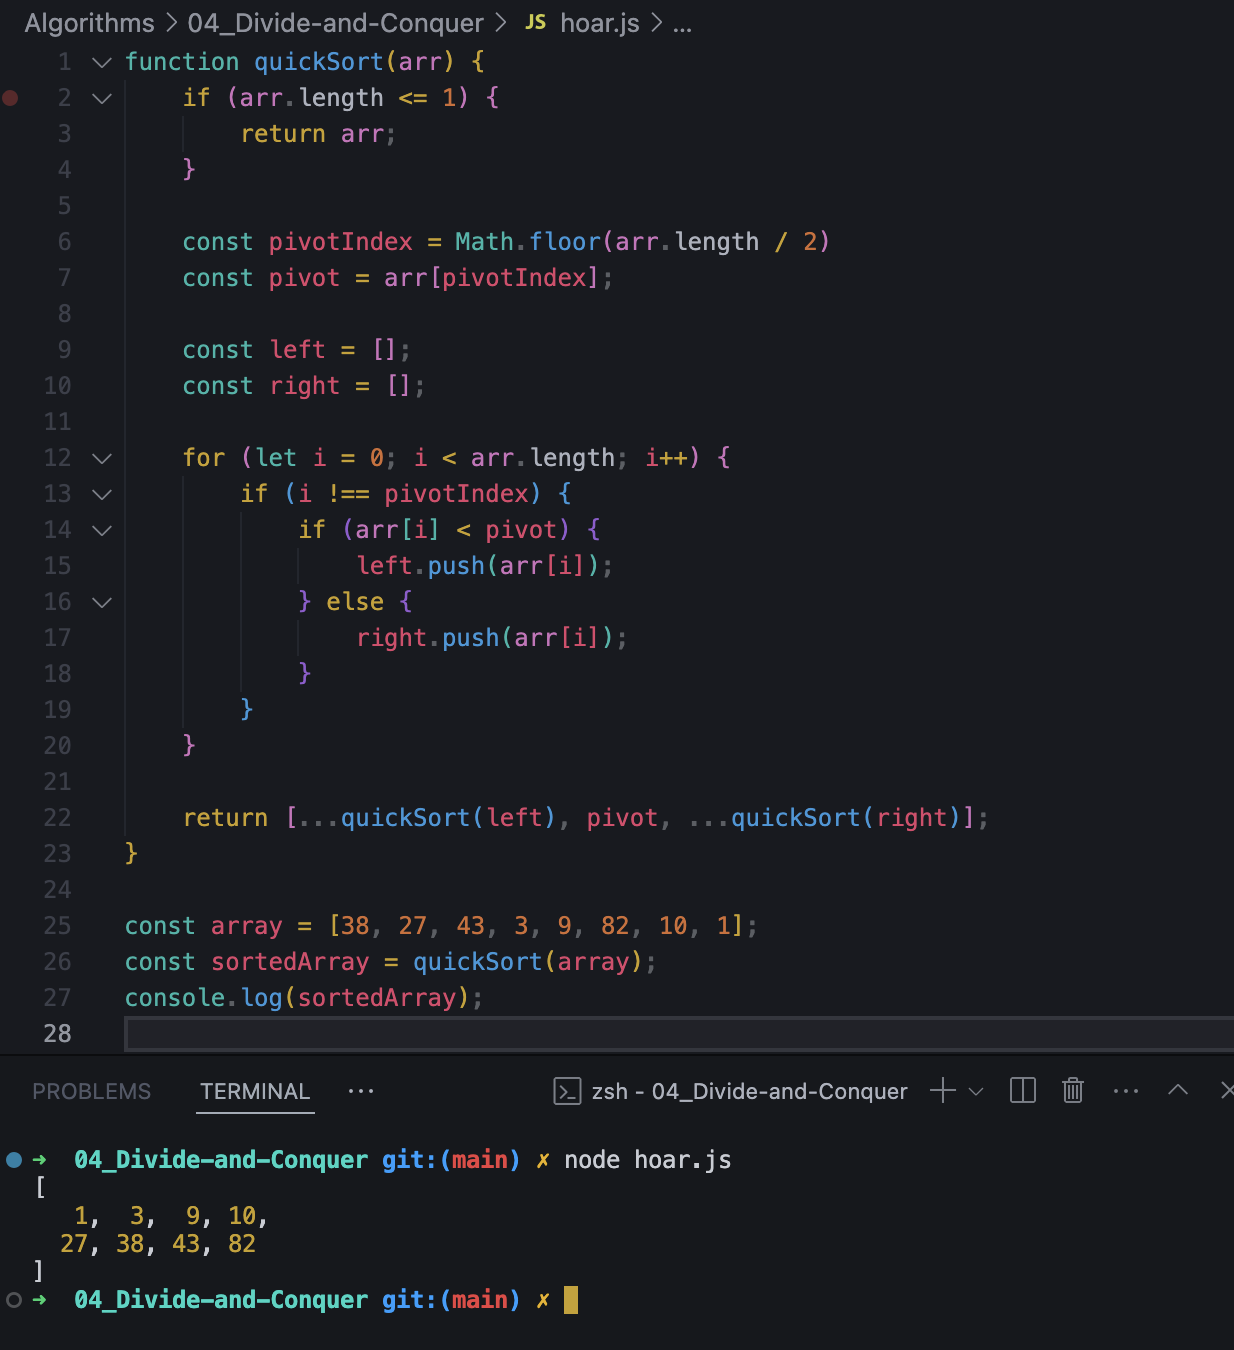 Algorithms > 04_Divide-and-Conquer > JS hoar.js > ...
1 function quickSort(arr) {
2     if (arr.length <= 1) {
3         return arr;
4     }
5
6     const pivotIndex = Math.floor(arr.length / 2)
7     const pivot = arr[pivotIndex];
8
9     const left = [];
10     const right = [];
11
12     for (let i = 0; i < arr.length; i++) {
13         if (i !== pivotIndex) {
14             if (arr[i] < pivot) {
15                 left.push(arr[i]);
16             } else {
17                 right.push(arr[i]);
18             }
19         }
20     }
21
22     return [...quickSort(left), pivot, ...quickSort(right)];
23 }
24
25 const array = [38, 27, 43, 3, 9, 82, 10, 1];
26 const sortedArray = quickSort(array);
27 console.log(sortedArray);
28
PROBLEMS TERMINAL ... zsh - 04_Divide-and-Conquer
➜ 04_Divide-and-Conquer git:(main) ✗ node hoar.js
[
   1,  3,  9, 10,
  27, 38, 43, 82
]
➜ 04_Divide-and-Conquer git:(main) ✗